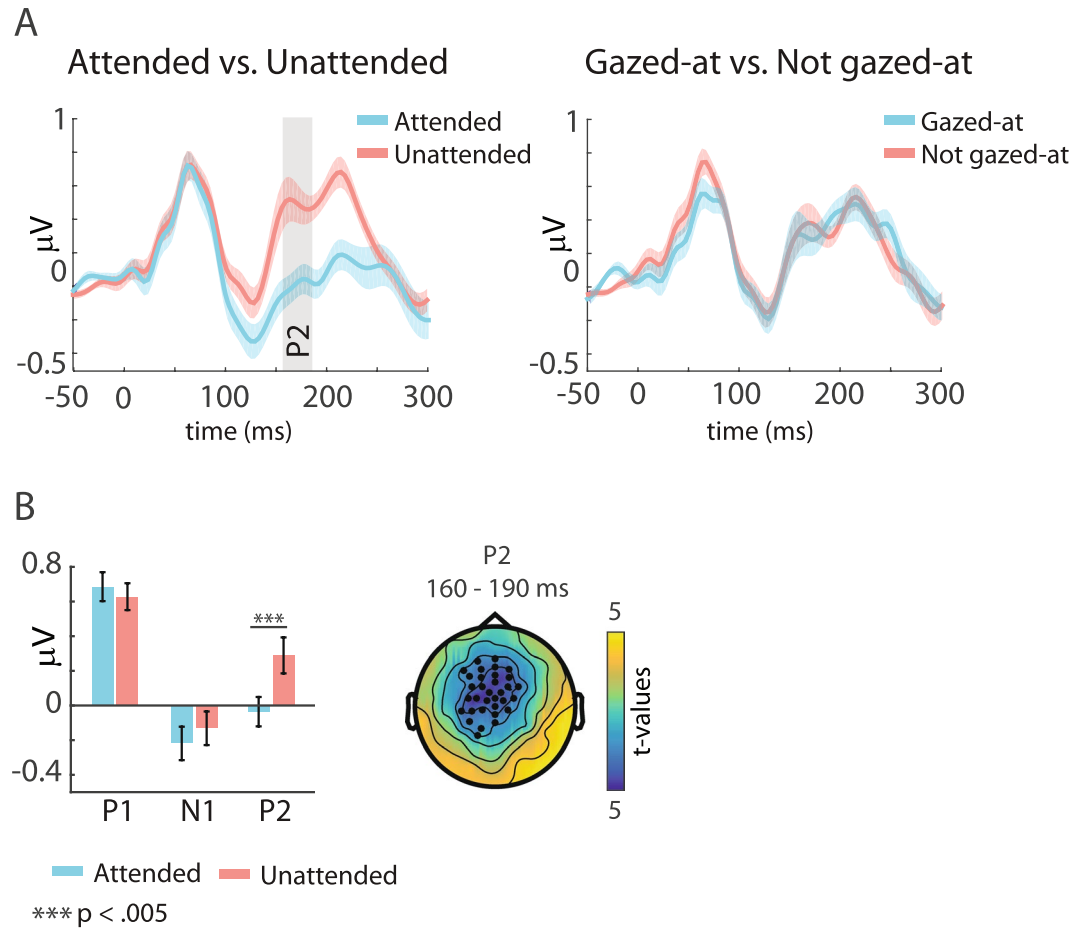 A
Attended vs. Unattended
Gazed-at vs. Not gazed-at
1
Attended
Unattended
μV
0
P2
-0.5
-50 0 100 200 300
time (ms)
1
Gazed-at
Not gazed-at
μV
0
-0.5
-50 0 100 200 300
time (ms)
B
0.8
μV
0
-0.4
***
P1 N1 P2
P2
160 - 190 ms
5
t-values
5
Attended Unattended
*** p < .005